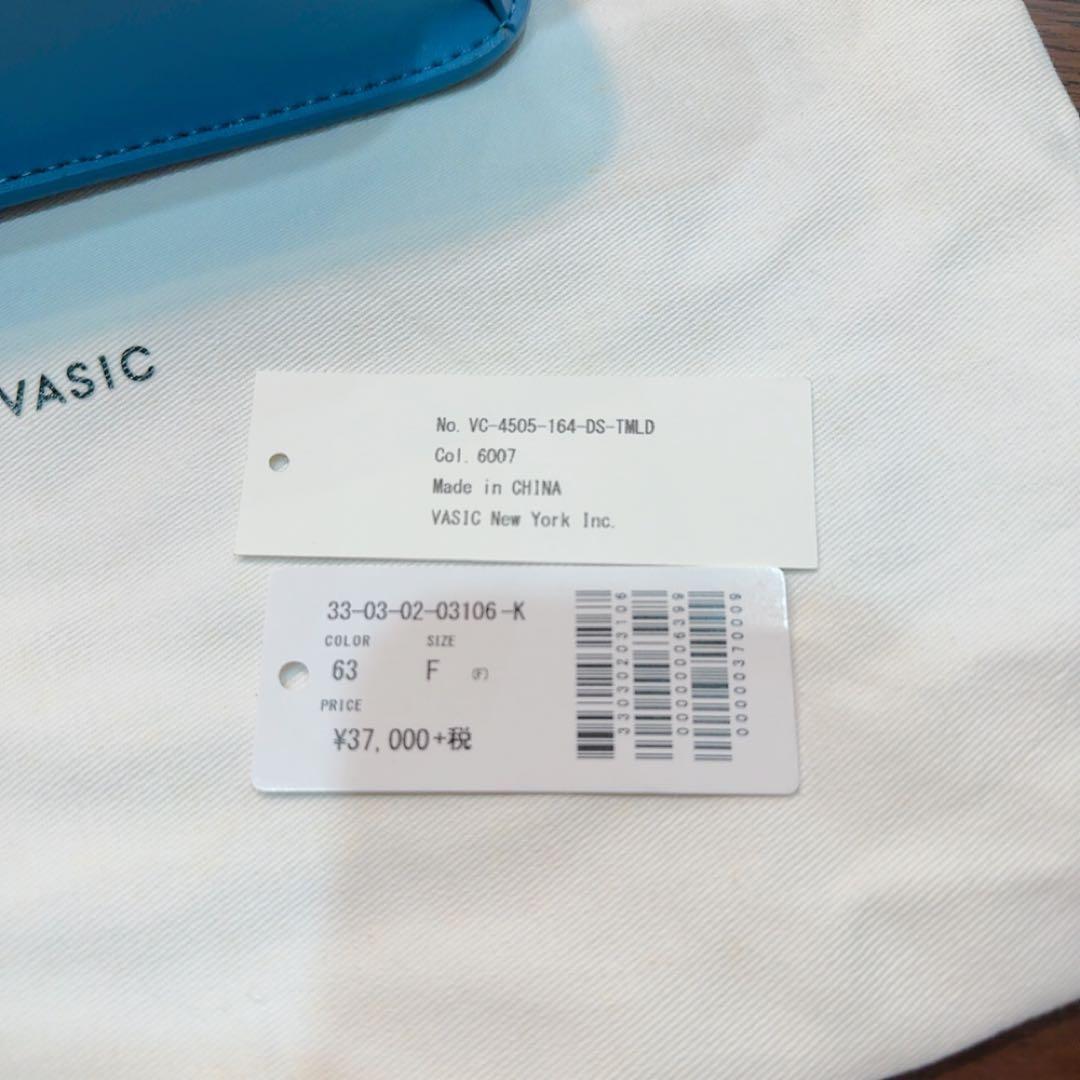 VASIC
No. VC-4505-164-DS-TMLD
Col. 6007
Made in CHINA
VASIC New York Inc.
33-03-02-03106-K
COLOR SIZE
63 F (F)
PRICE
¥37,000+税
330302003106